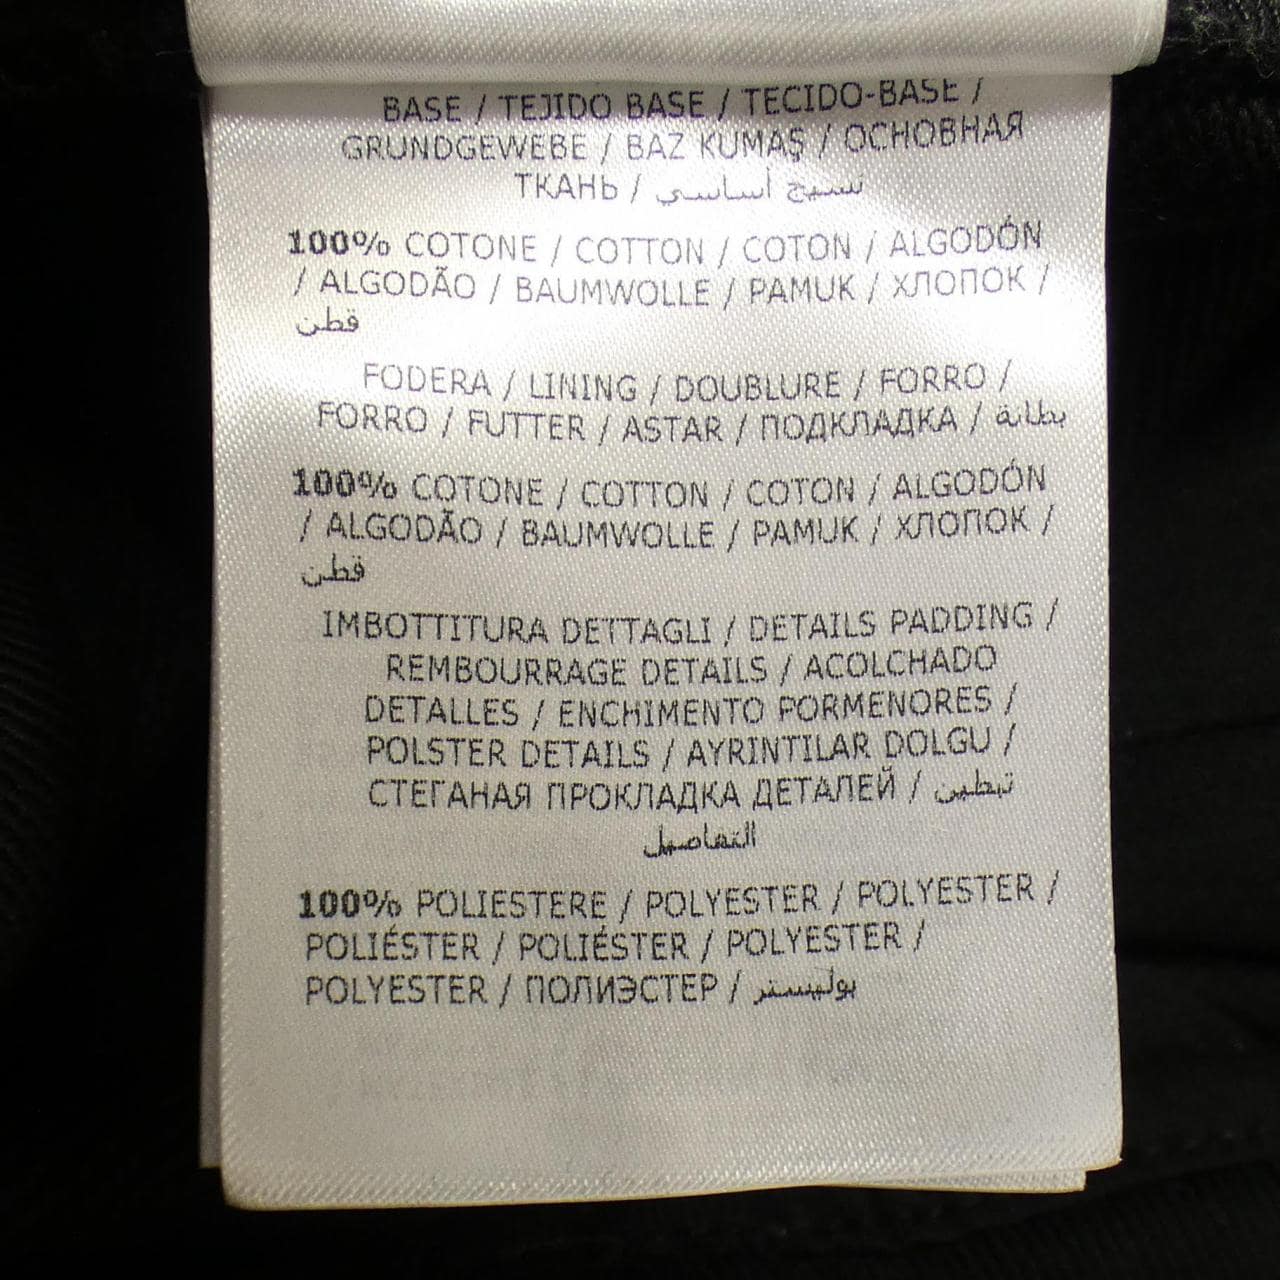 BASE / TEJIDO BASE / TECIDO-BASE /
GRUNDGEWEBE / BAZ KUMAŞ / ОСНОВНАЯ
ТКАНЬ / نسيج أساسي
100% COTONE / COTTON / COTON / ALGODÓN
/ ALGODÃO / BAUMWOLLE / PAMUK / ХЛОПОК /
قطن
FODERA / LINING / DOUBLURE / FORRO /
FORRO / FUTTER / ASTAR / ПОДКЛАДКА / بطانة
100% COTONE / COTTON / COTON / ALGODÓN
/ ALGODÃO / BAUMWOLLE / PAMUK / ХЛОПОК /
قطن
IMBOTTITURA DETTAGLI / DETAILS PADDING /
REMBOURRAGE DETAILS / ACOLCHADO
DETALLES / ENCHIMENTO PORMENORES /
POLSTER DETAILS / AYRINTILAR DOLGU /
СТЕГАНАЯ ПРОКЛАДКА ДЕТАЛЕЙ / تبطين
التفاصيل
100% POLIESTERE / POLYESTER / POLYESTER /
POLIÉSTER / POLIÉSTER / POLYESTER /
POLYESTER / ПОЛИЭСТЕР / بوليستر